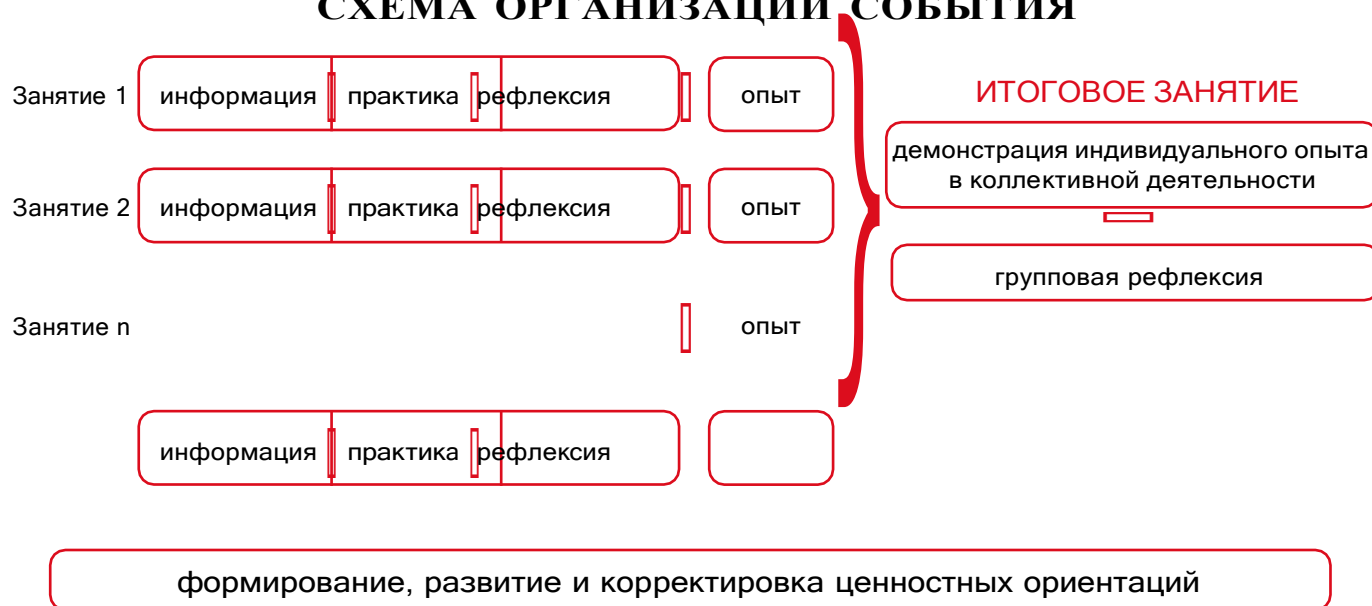 СХЕМА ОРГАНИЗАЦИИ СОБЫТИЯ
Занятие 1 информация практика рефлексия опыт
ИТОГОВОЕ ЗАНЯТИЕ
демонстрация индивидуального опыта
в коллективной деятельности
Занятие 2 информация практика рефлексия опыт
групповая рефлексия
Занятие n опыт
информация практика рефлексия
формирование, развитие и корректировка ценностных ориентаций